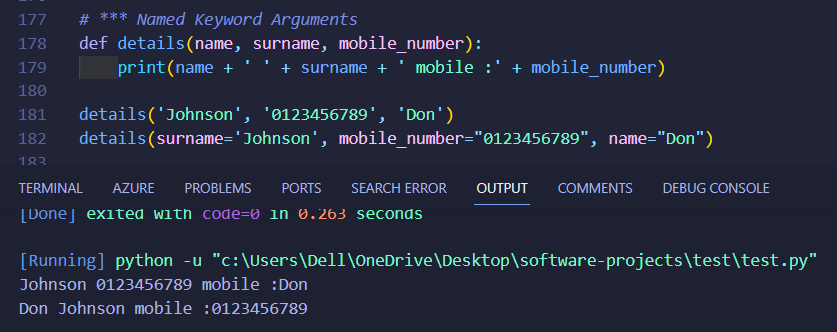 177 # *** Named Keyword Arguments
178 def details(name, surname, mobile_number):
179     print(name + ' ' + surname + ' mobile :' + mobile_number)
180
181 details('Johnson', '0123456789', 'Don')
182 details(surname='Johnson', mobile_number="0123456789", name="Don")
183
TERMINAL AZURE PROBLEMS PORTS SEARCH ERROR OUTPUT COMMENTS DEBUG CONSOLE
[Done] exited with code=0 in 0.263 seconds
[Running] python -u "c:\Users\Dell\OneDrive\Desktop\software-projects\test\test.py"
Johnson 0123456789 mobile :Don
Don Johnson mobile :0123456789